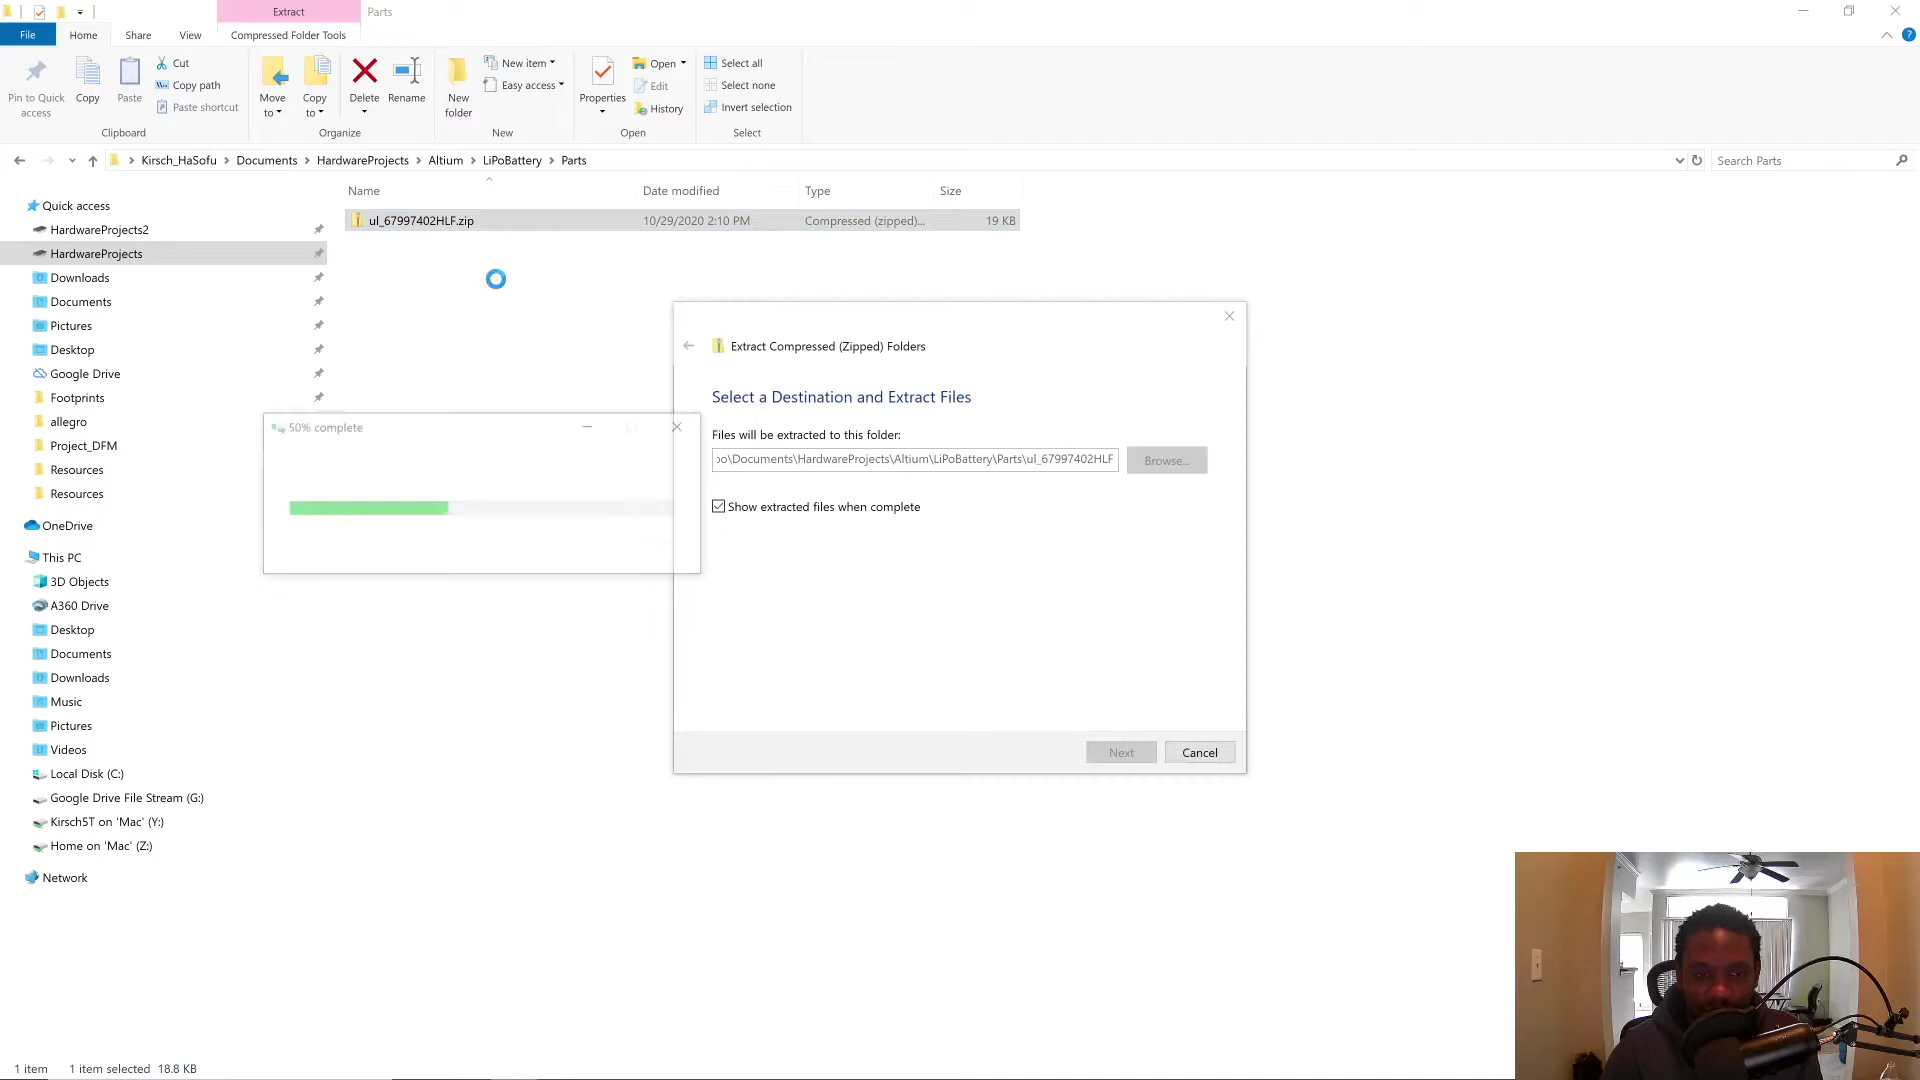 Extract
Parts
File
Home
Share
View
Compressed Folder Tools
Pin to Quick access
Copy
Paste
Cut
Copy path
Paste shortcut
Clipboard
Move to
Copy to
Delete
Rename
Organize
New folder
New item
Easy access
New
Properties
Open
Edit
History
Open
Select all
Select none
Invert selection
Select
Kirsch_HaSofu > Documents > HardwareProjects > Altium > LiPoBattery > Parts
Search Parts
Name Date modified Type Size
ul_67997402HLF.zip 10/29/2020 2:10 PM Compressed (zipped)... 19 KB
Quick access
HardwareProjects2
HardwareProjects
Downloads
Documents
Pictures
Desktop
Google Drive
Footprints
allegro
Project_DFM
Resources
Resources
OneDrive
This PC
3D Objects
A360 Drive
Desktop
Documents
Downloads
Music
Pictures
Videos
Local Disk (C:)
Google Drive File Stream (G:)
Kirsch5T on 'Mac' (Y:)
Home on 'Mac' (Z:)
Network
50% complete
Extract Compressed (Zipped) Folders
Select a Destination and Extract Files
Files will be extracted to this folder:
\Documents\HardwareProjects\Altium\LiPoBattery\Parts\ul_67997402HLF
Browse...
Show extracted files when complete
Next
Cancel
1 item 1 item selected 18.8 KB